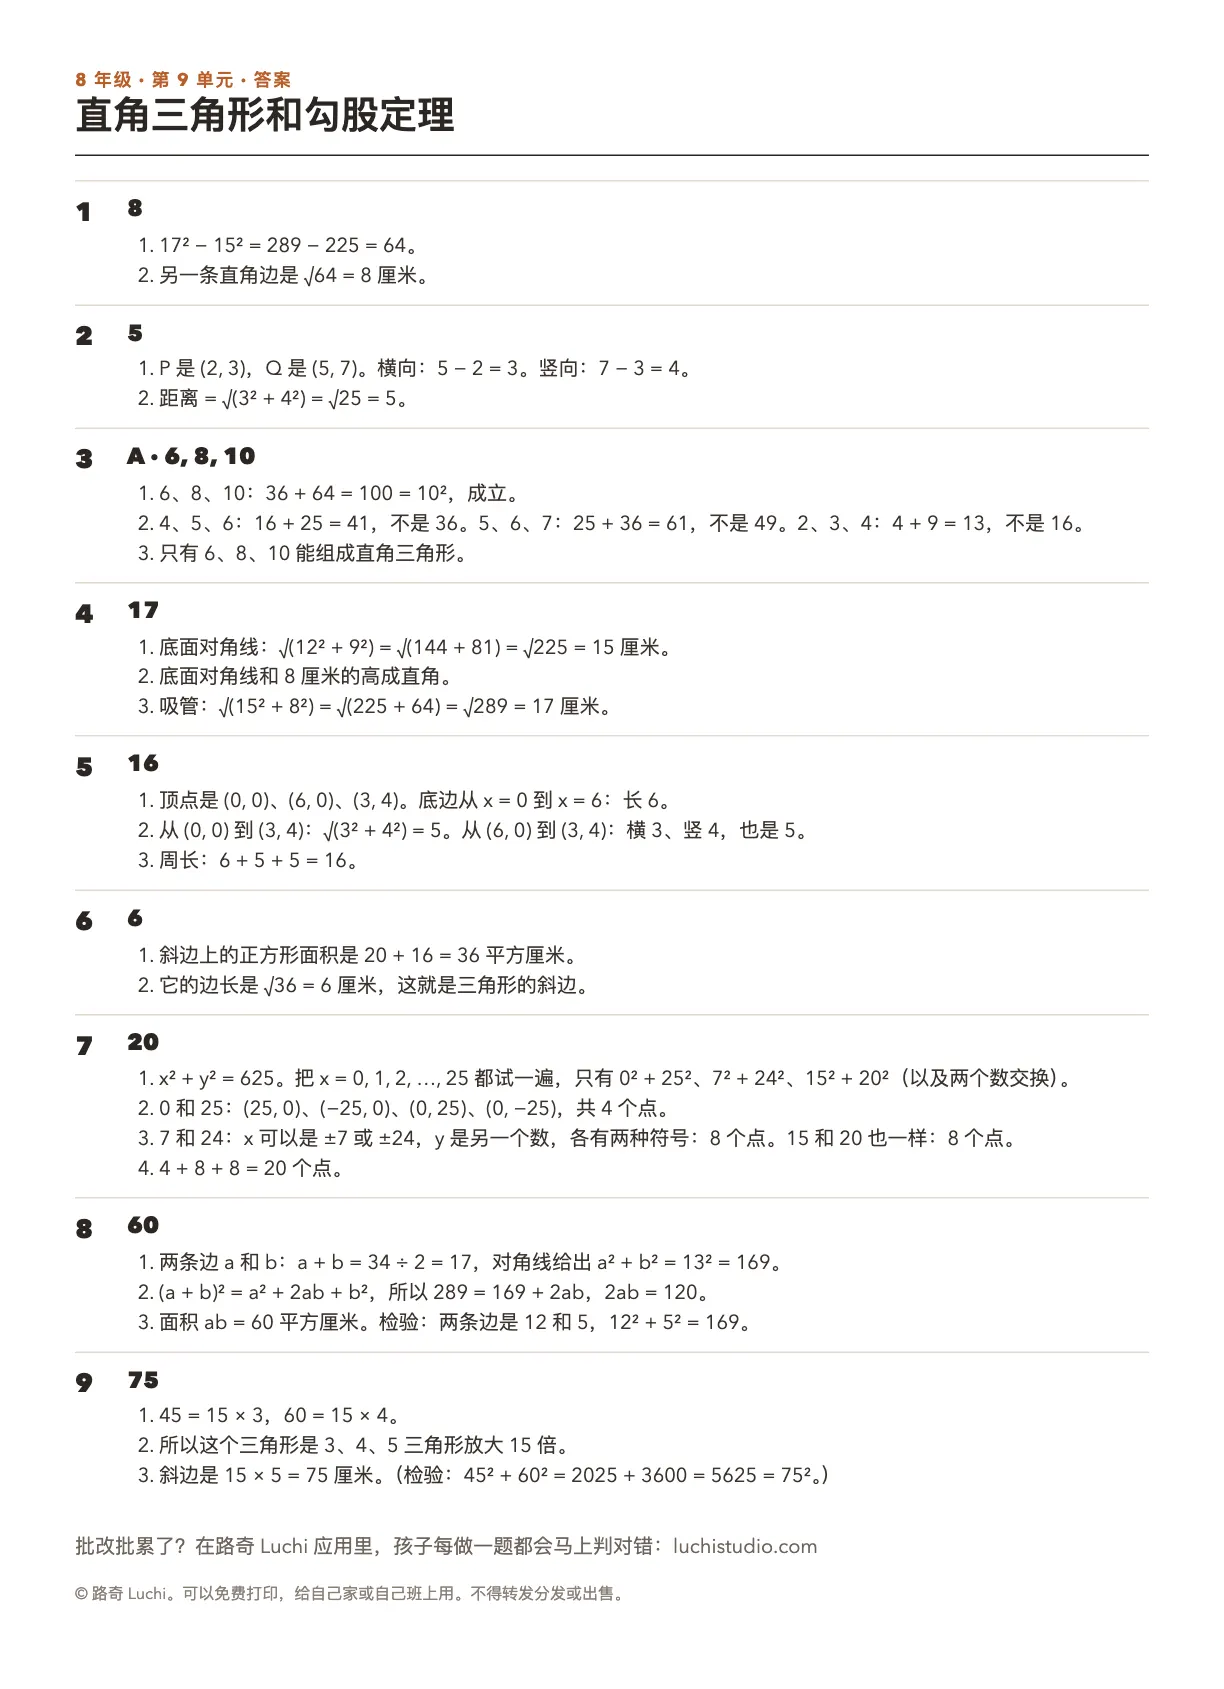 8 年级 · 第 9 单元 · 答案
直角三角形和勾股定理
1 8
1. 17² − 15² = 289 − 225 = 64。
2. 另一条直角边是 √64 = 8 厘米。
2 5
1. P 是 (2, 3)，Q 是 (5, 7)。横向：5 − 2 = 3。竖向：7 − 3 = 4。
2. 距离 = √(3² + 4²) = √25 = 5。
3 A · 6, 8, 10
1. 6、8、10：36 + 64 = 100 = 10²，成立。
2. 4、5、6：16 + 25 = 41，不是 36。5、6、7：25 + 36 = 61，不是 49。2、3、4：4 + 9 = 13，不是 16。
3. 只有 6、8、10 能组成直角三角形。
4 17
1. 底面对角线：√(12² + 9²) = √(144 + 81) = √225 = 15 厘米。
2. 底面对角线和 8 厘米的高成直角。
3. 吸管：√(15² + 8²) = √(225 + 64) = √289 = 17 厘米。
5 16
1. 顶点是 (0, 0)、(6, 0)、(3, 4)。底边从 x = 0 到 x = 6：长 6。
2. 从 (0, 0) 到 (3, 4)：√(3² + 4²) = 5。从 (6, 0) 到 (3, 4)：横 3、竖 4，也是 5。
3. 周长：6 + 5 + 5 = 16。
6 6
1. 斜边上的正方形面积是 20 + 16 = 36 平方厘米。
2. 它的边长是 √36 = 6 厘米，这就是三角形的斜边。
7 20
1. x² + y² = 625。把 x = 0, 1, 2, …, 25 都试一遍，只有 0² + 25²、7² + 24²、15² + 20²（以及两个数交换）。
2. 0 和 25：(25, 0)、(−25, 0)、(0, 25)、(0, −25)，共 4 个点。
3. 7 和 24：x 可以是 ±7 或 ±24，y 是另一个数，各有两种符号：8 个点。15 和 20 也一样：8 个点。
4. 4 + 8 + 8 = 20 个点。
8 60
1. 两条边 a 和 b：a + b = 34 ÷ 2 = 17，对角线给出 a² + b² = 13² = 169。
2. (a + b)² = a² + 2ab + b²，所以 289 = 169 + 2ab，2ab = 120。
3. 面积 ab = 60 平方厘米。检验：两条边是 12 和 5，12² + 5² = 169。
9 75
1. 45 = 15 × 3，60 = 15 × 4。
2. 所以这个三角形是 3、4、5 三角形放大 15 倍。
3. 斜边是 15 × 5 = 75 厘米。（检验：45² + 60² = 2025 + 3600 = 5625 = 75²。）
批改批累了？在路奇 Luchi 应用里，孩子每做一题都会马上判对错：luchistudio.com
© 路奇 Luchi。可以免费打印，给自己家或自己班上用。不得转发分发或出售。